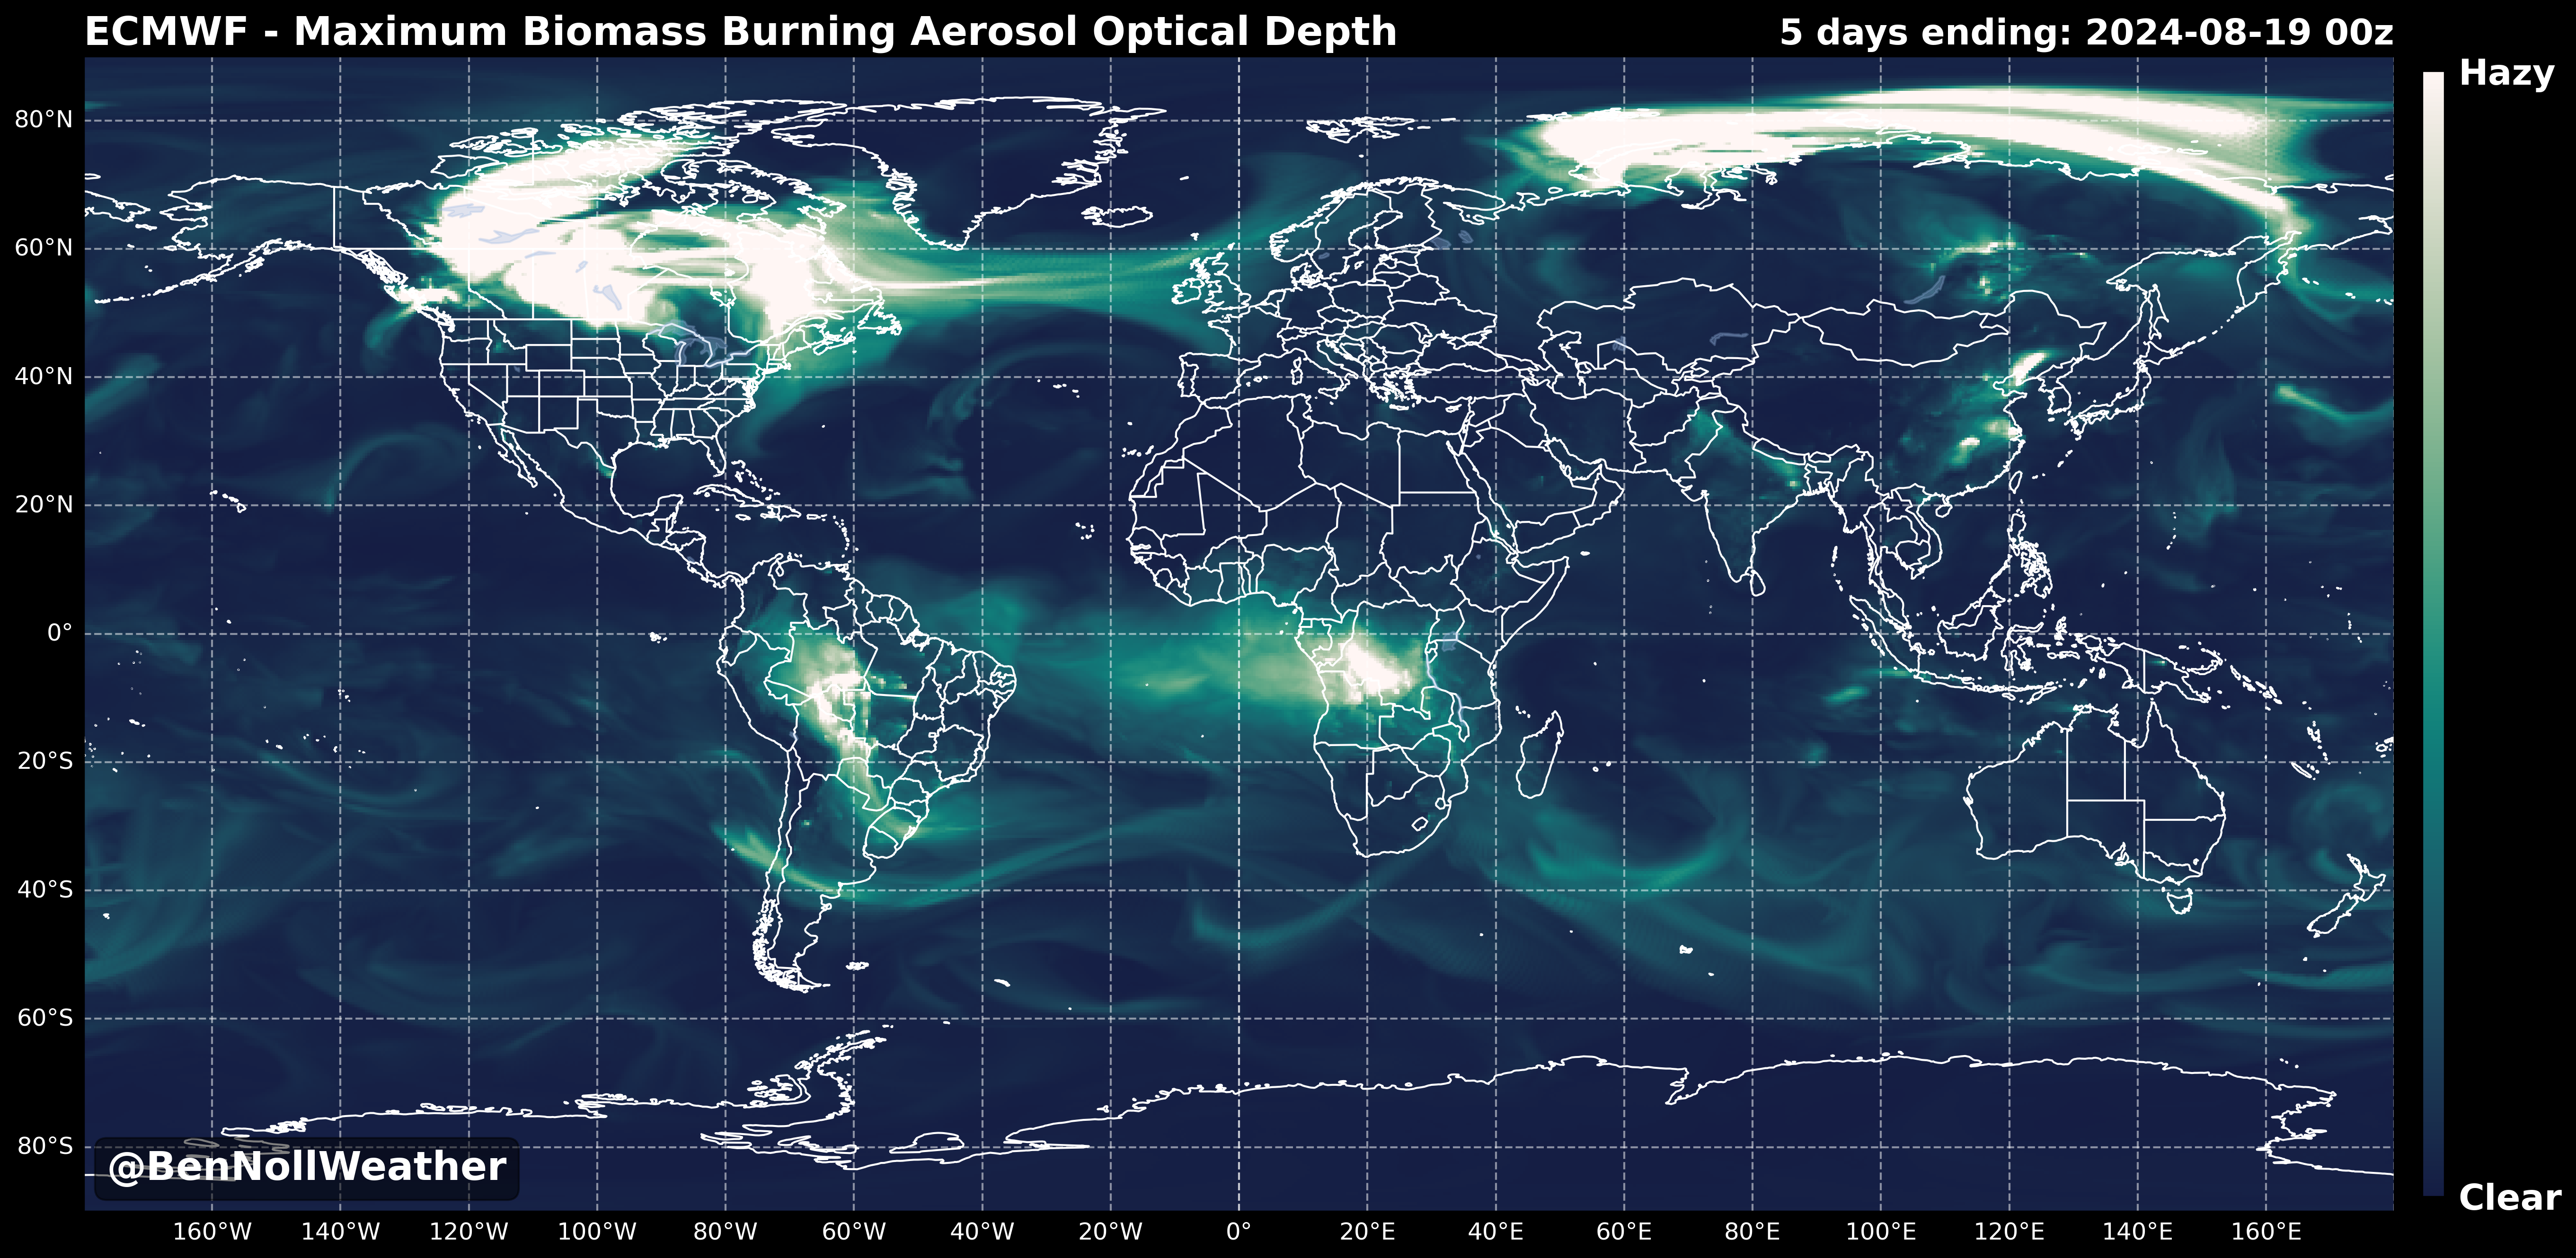 ECMWF - Maximum Biomass Burning Aerosol Optical Depth
5 days ending: 2024-08-19 00z
Hazy
80°N
60°N
40°N
20°N
0°
20°S
40°S
60°S
80°S
@BenNollWeather
Clear
160°W 140°W 120°W 100°W 80°W 60°W 40°W 20°W 0° 20°E 40°E 60°E 80°E 100°E 120°E 140°E 160°E